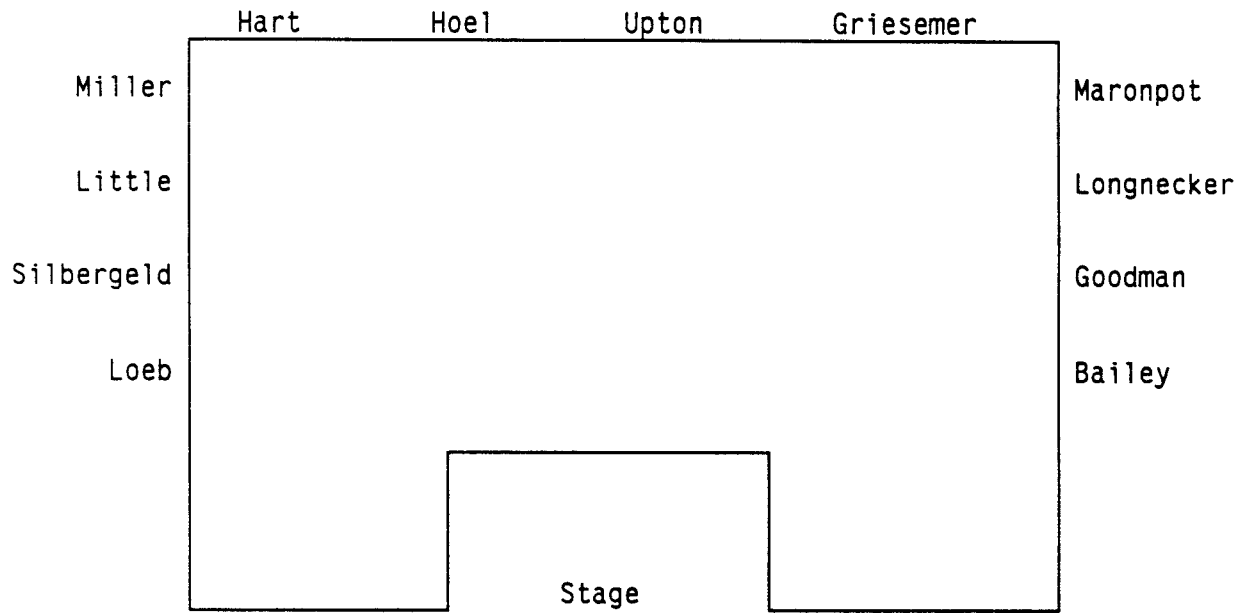 Hart Hoel Upton Griesemer
Miller Maronpot
Little Longnecker
Silbergeld Goodman
Loeb Bailey
Stage